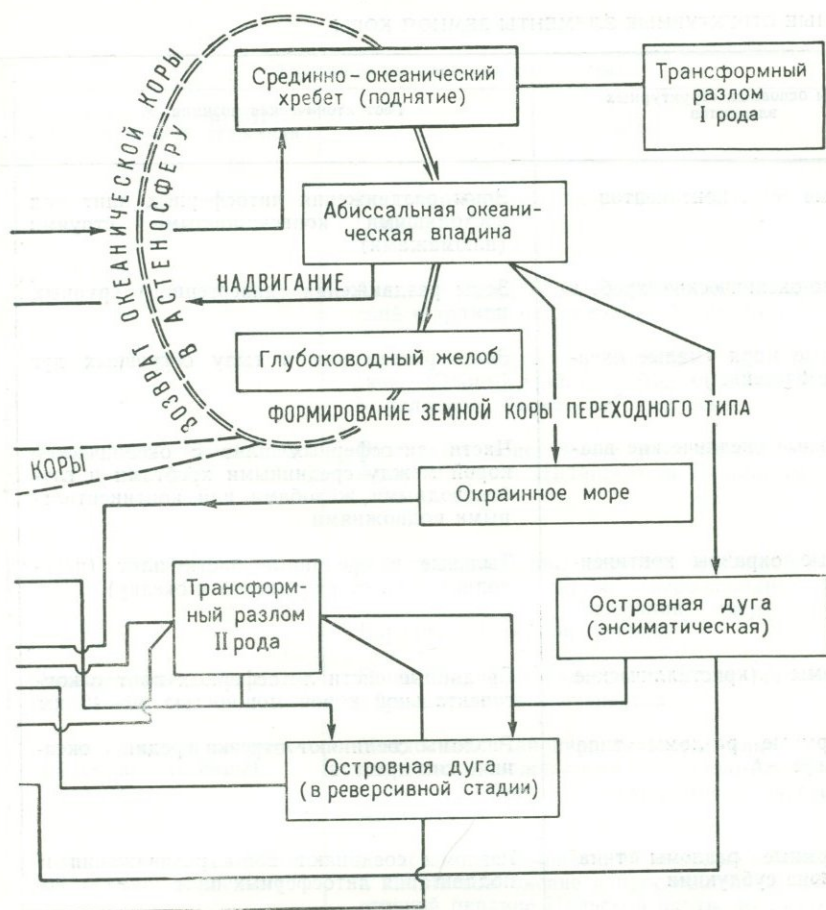 Срединно-океанический
хребет (поднятие)
Трансформный
разлом
I рода
ВОЗВРАТ ОКЕАНИЧЕСКОЙ КОРЫ
В АСТЕНОСФЕРУ
Абиссальная океани-
ческая впадина
НАДВИГАНИЕ
Глубоководный желоб
ФОРМИРОВАНИЕ ЗЕМНОЙ КОРЫ ПЕРЕХОДНОГО ТИПА
КОРЫ
Окраинное море
Трансформ-
ный разлом
II рода
Островная дуга
(энсиматическая)
Островная дуга
(в реверсивной стадии)